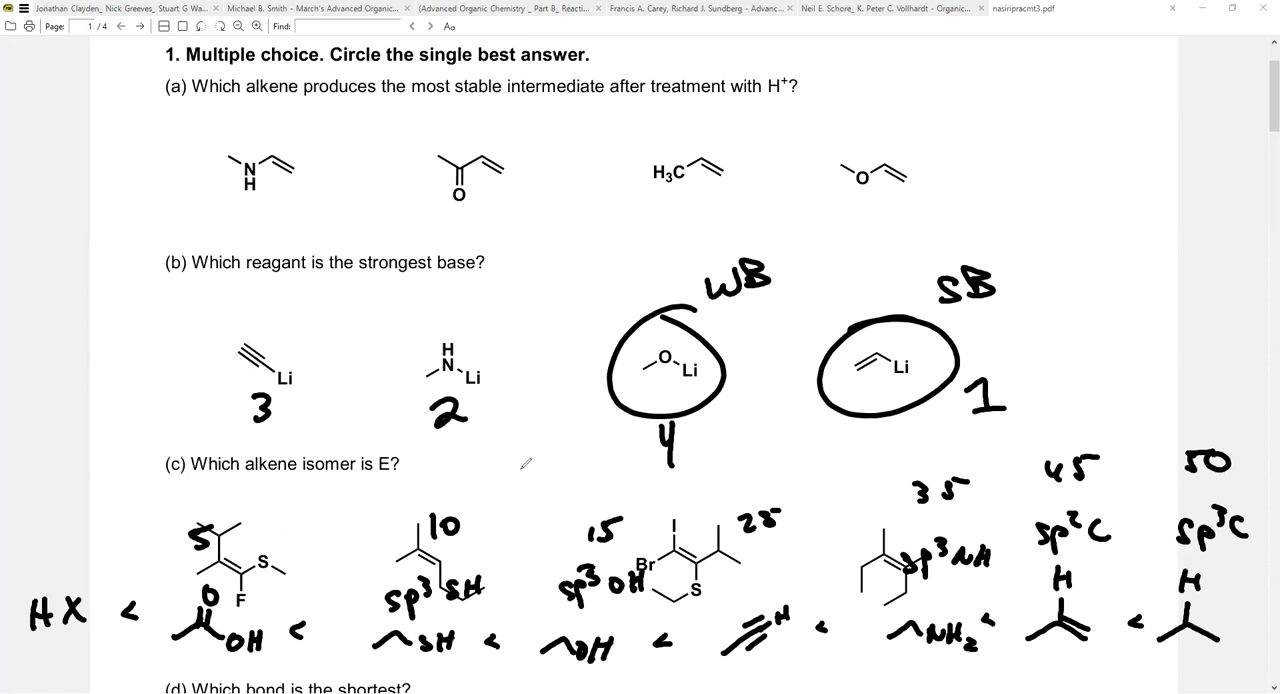 Jonathan Clayden_ Nick Greeves_ Stuart G Wa... × Michael B. Smith - March's Advanced Organic... × (Advanced Organic Chemistry _ Part B_ Reacti... × Francis A. Carey, Richard J. Sundberg - Advanc... × Neil E. Schore_ K. Peter C. Vollhardt - Organic... × nasiripracmt3.pdf
Page: 1 / 4 Find: Aa
1. Multiple choice. Circle the single best answer.
(a) Which alkene produces the most stable intermediate after treatment with H+?
N H O H3C O
(b) Which reagant is the strongest base?
WB SB
Li H N Li O Li Li
3 2 4 1
(c) Which alkene isomer is E?
35 45 50
5 10 15 25 sp² C sp³ C
S F I Br S
sp³ SH sp³ OH sp³ NH H H
HX < O OH < SH < OH < H < NH2 < <
(d) Which bond is the shortest?